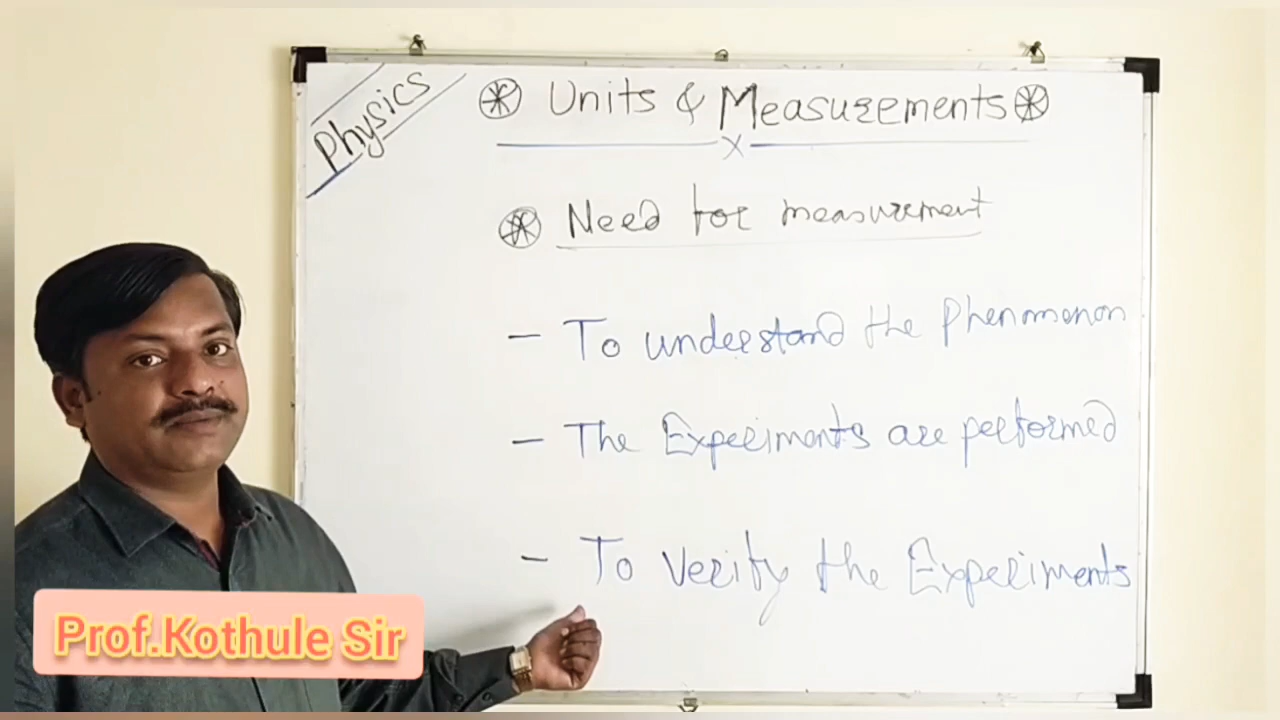 Physics
Units & Measurements
x
Need for measurement
- To understand the Phenomenon
- The Experiments are performed
- To verify the Experiments
Prof.Kothule Sir